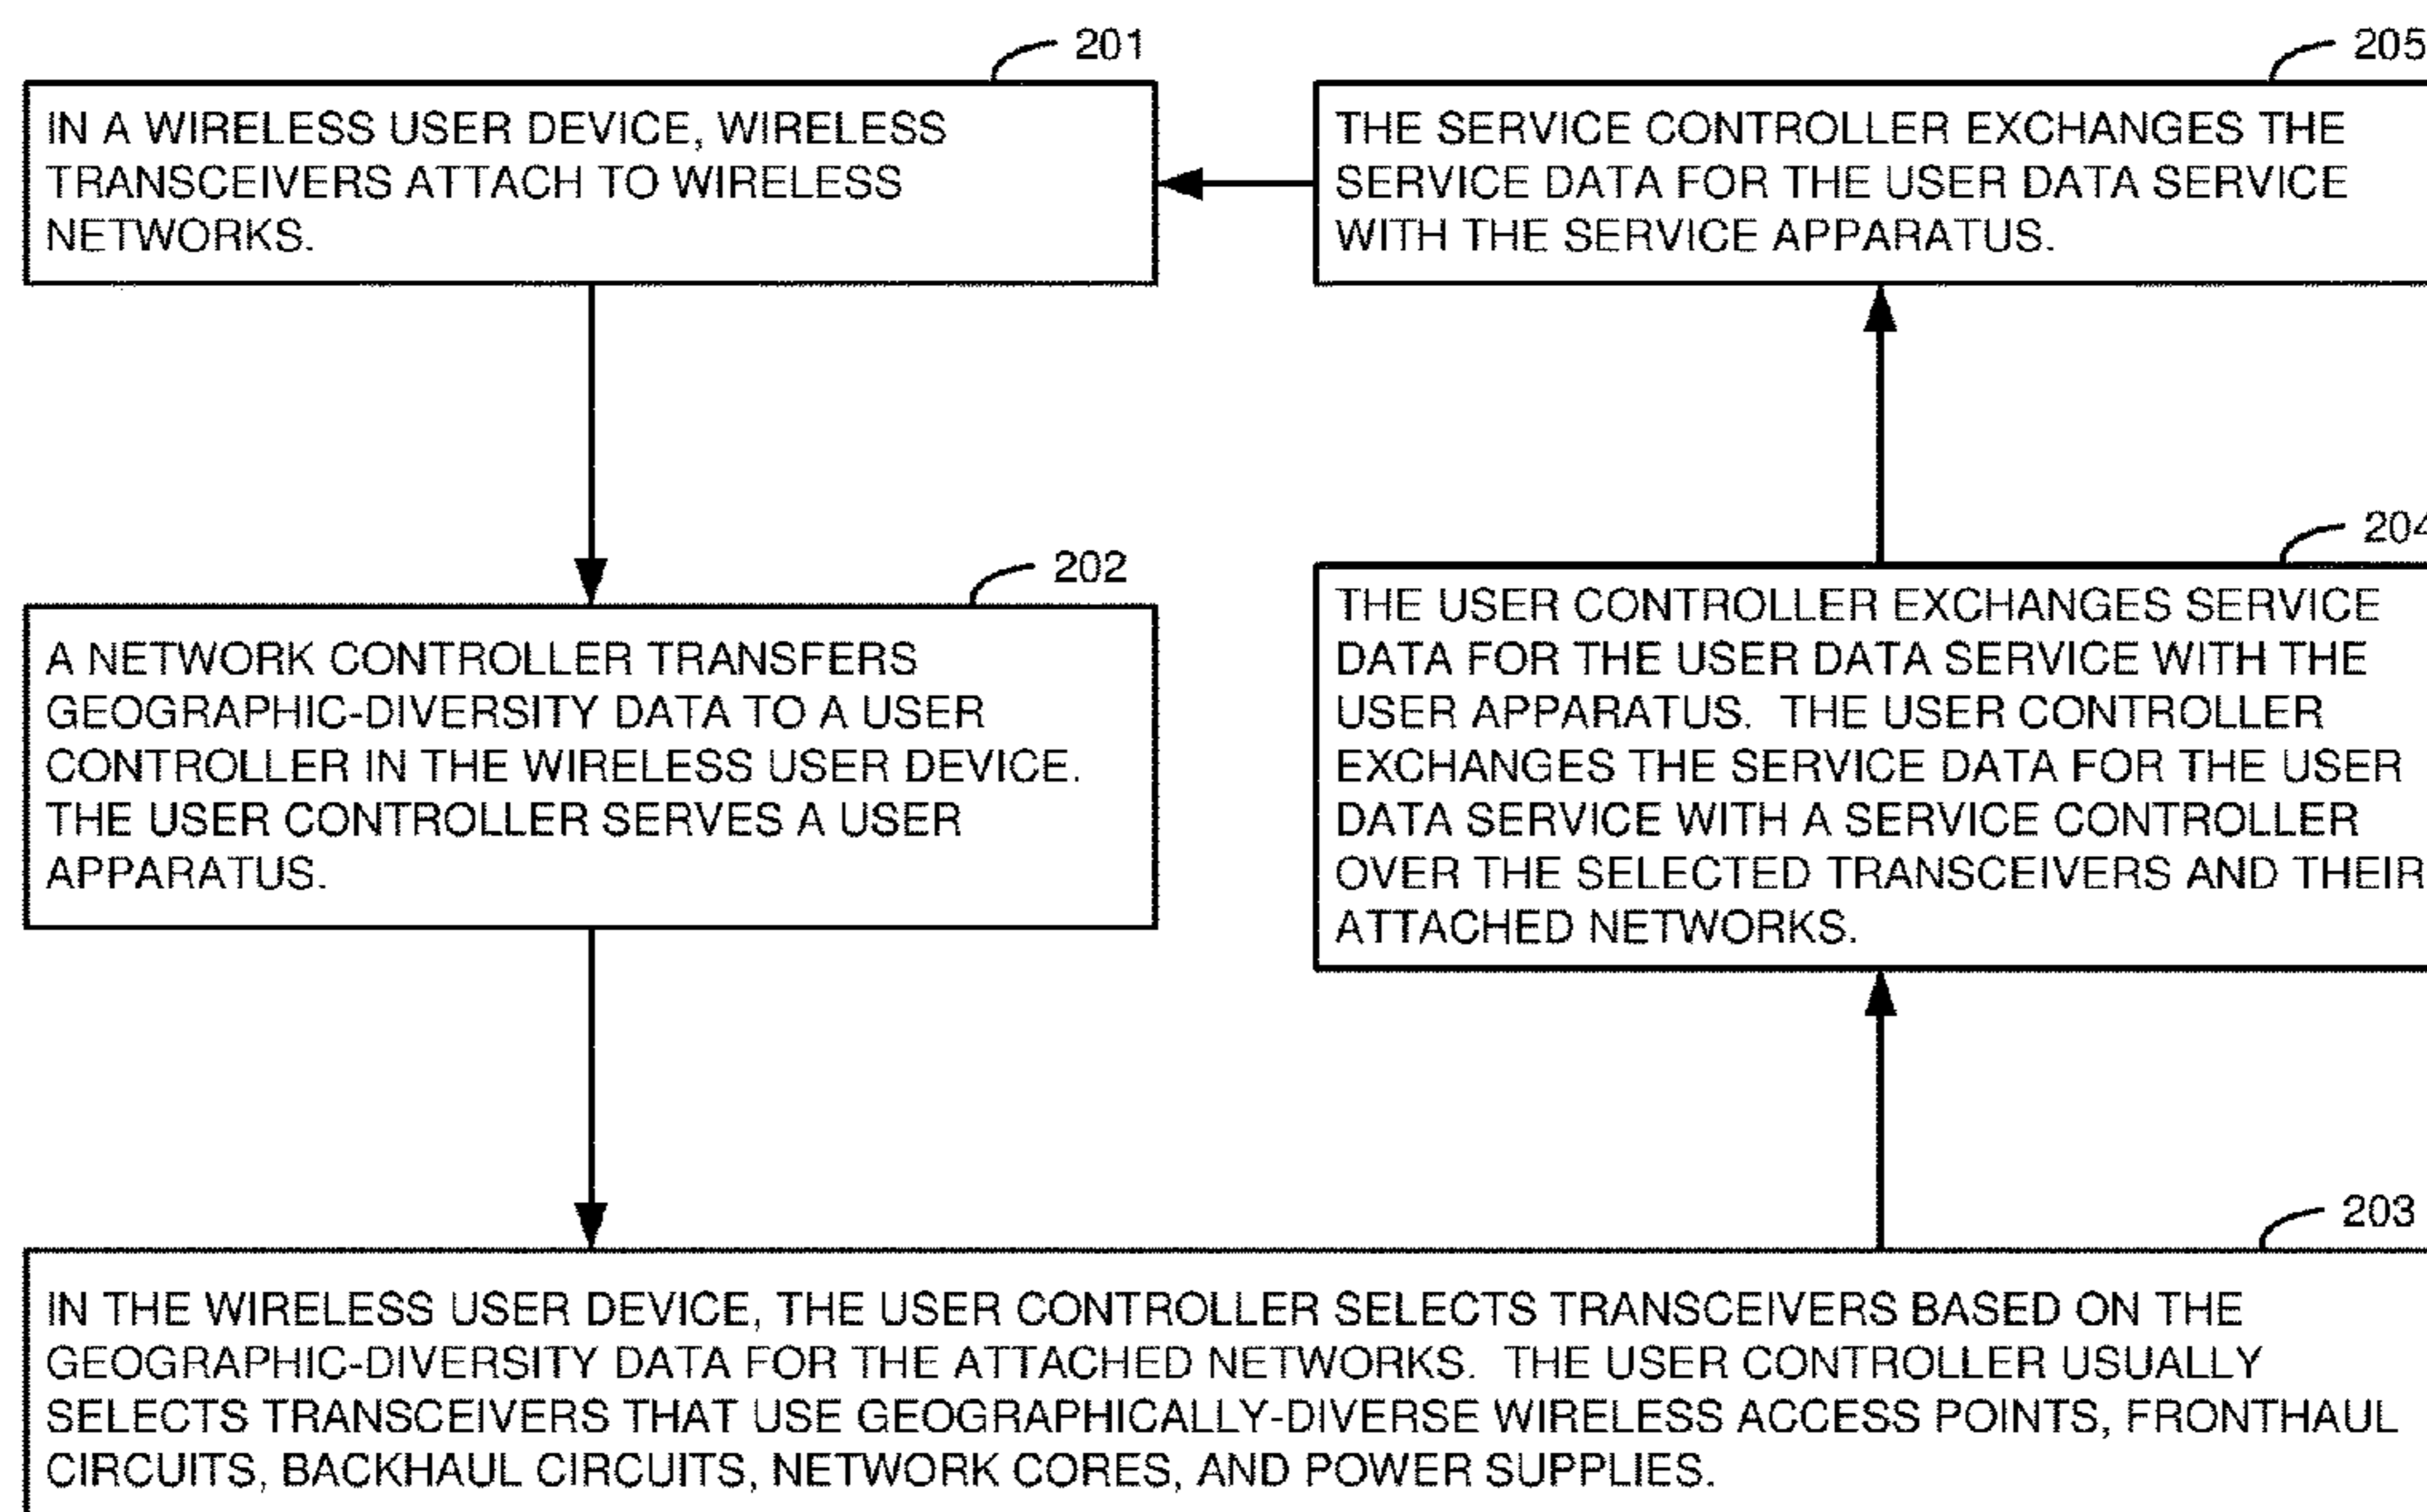 201
IN A WIRELESS USER DEVICE, WIRELESS
TRANSCEIVERS ATTACH TO WIRELESS
NETWORKS.
202
A NETWORK CONTROLLER TRANSFERS
GEOGRAPHIC-DIVERSITY DATA TO A USER
CONTROLLER IN THE WIRELESS USER DEVICE.
THE USER CONTROLLER SERVES A USER
APPARATUS.
203
IN THE WIRELESS USER DEVICE, THE USER CONTROLLER SELECTS TRANSCEIVERS BASED ON THE
GEOGRAPHIC-DIVERSITY DATA FOR THE ATTACHED NETWORKS. THE USER CONTROLLER USUALLY
SELECTS TRANSCEIVERS THAT USE GEOGRAPHICALLY-DIVERSE WIRELESS ACCESS POINTS, FRONTHAUL
CIRCUITS, BACKHAUL CIRCUITS, NETWORK CORES, AND POWER SUPPLIES.
204
THE USER CONTROLLER EXCHANGES SERVICE
DATA FOR THE USER DATA SERVICE WITH THE
USER APPARATUS. THE USER CONTROLLER
EXCHANGES THE SERVICE DATA FOR THE USER
DATA SERVICE WITH A SERVICE CONTROLLER
OVER THE SELECTED TRANSCEIVERS AND THEIR
ATTACHED NETWORKS.
205
THE SERVICE CONTROLLER EXCHANGES THE
SERVICE DATA FOR THE USER DATA SERVICE
WITH THE SERVICE APPARATUS.